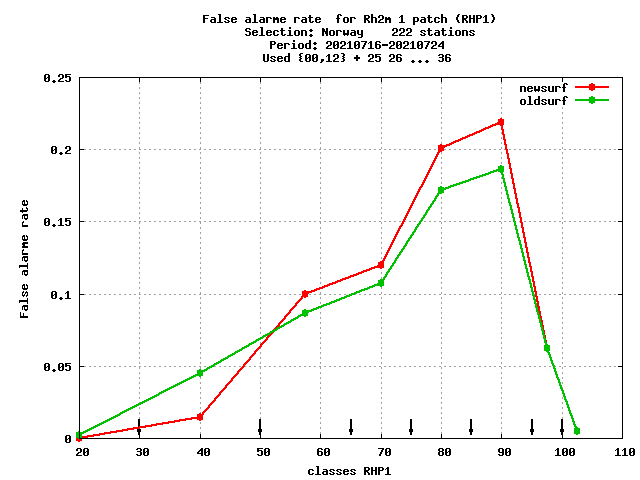 False alarme rate  for Rh2m 1 patch (RHP1)
Selection: Norway    222 stations
Period: 20210716-20210724
Used {00,12} + 25 26 ... 36
newsurf
oldsurf
0.25
0.2
0.15
0.1
0.05
0
False alarme rate
20 30 40 50 60 70 80 90 100 110
classes RHP1